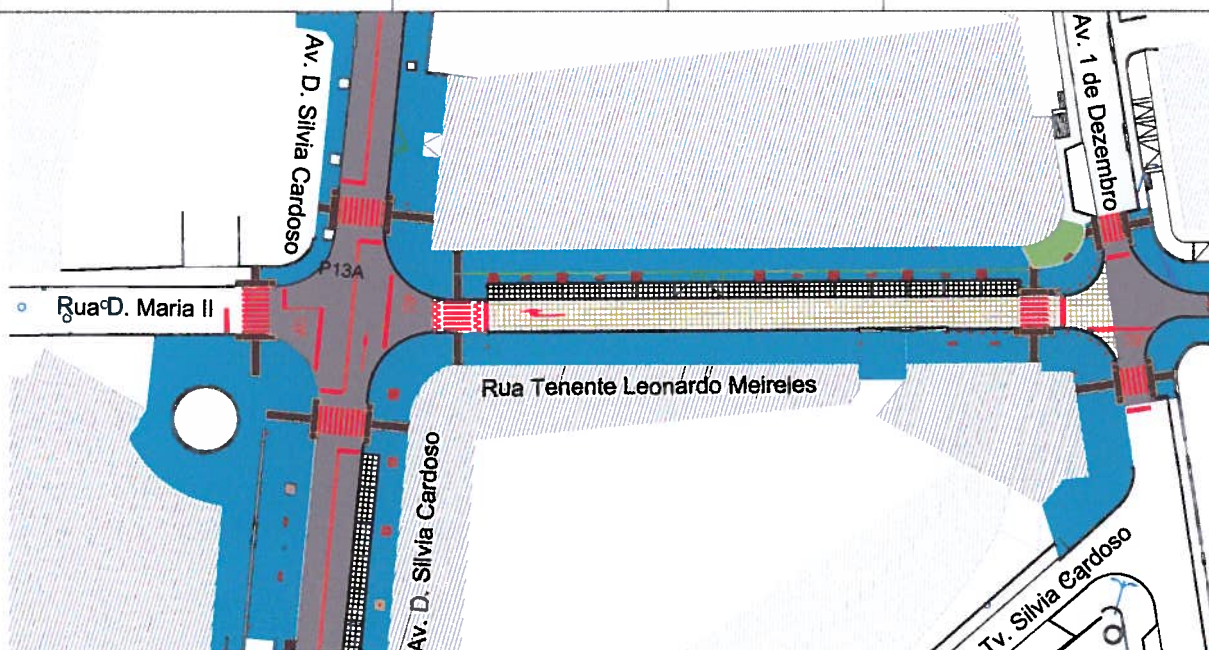 Av. D. Silvia Cardoso
Av. 1 de Dezembro
P13A
Rua D. Maria II
Rua Tenente Leonardo Meireles
Av. D. Silvia Cardoso
Tv. Silvia Cardoso